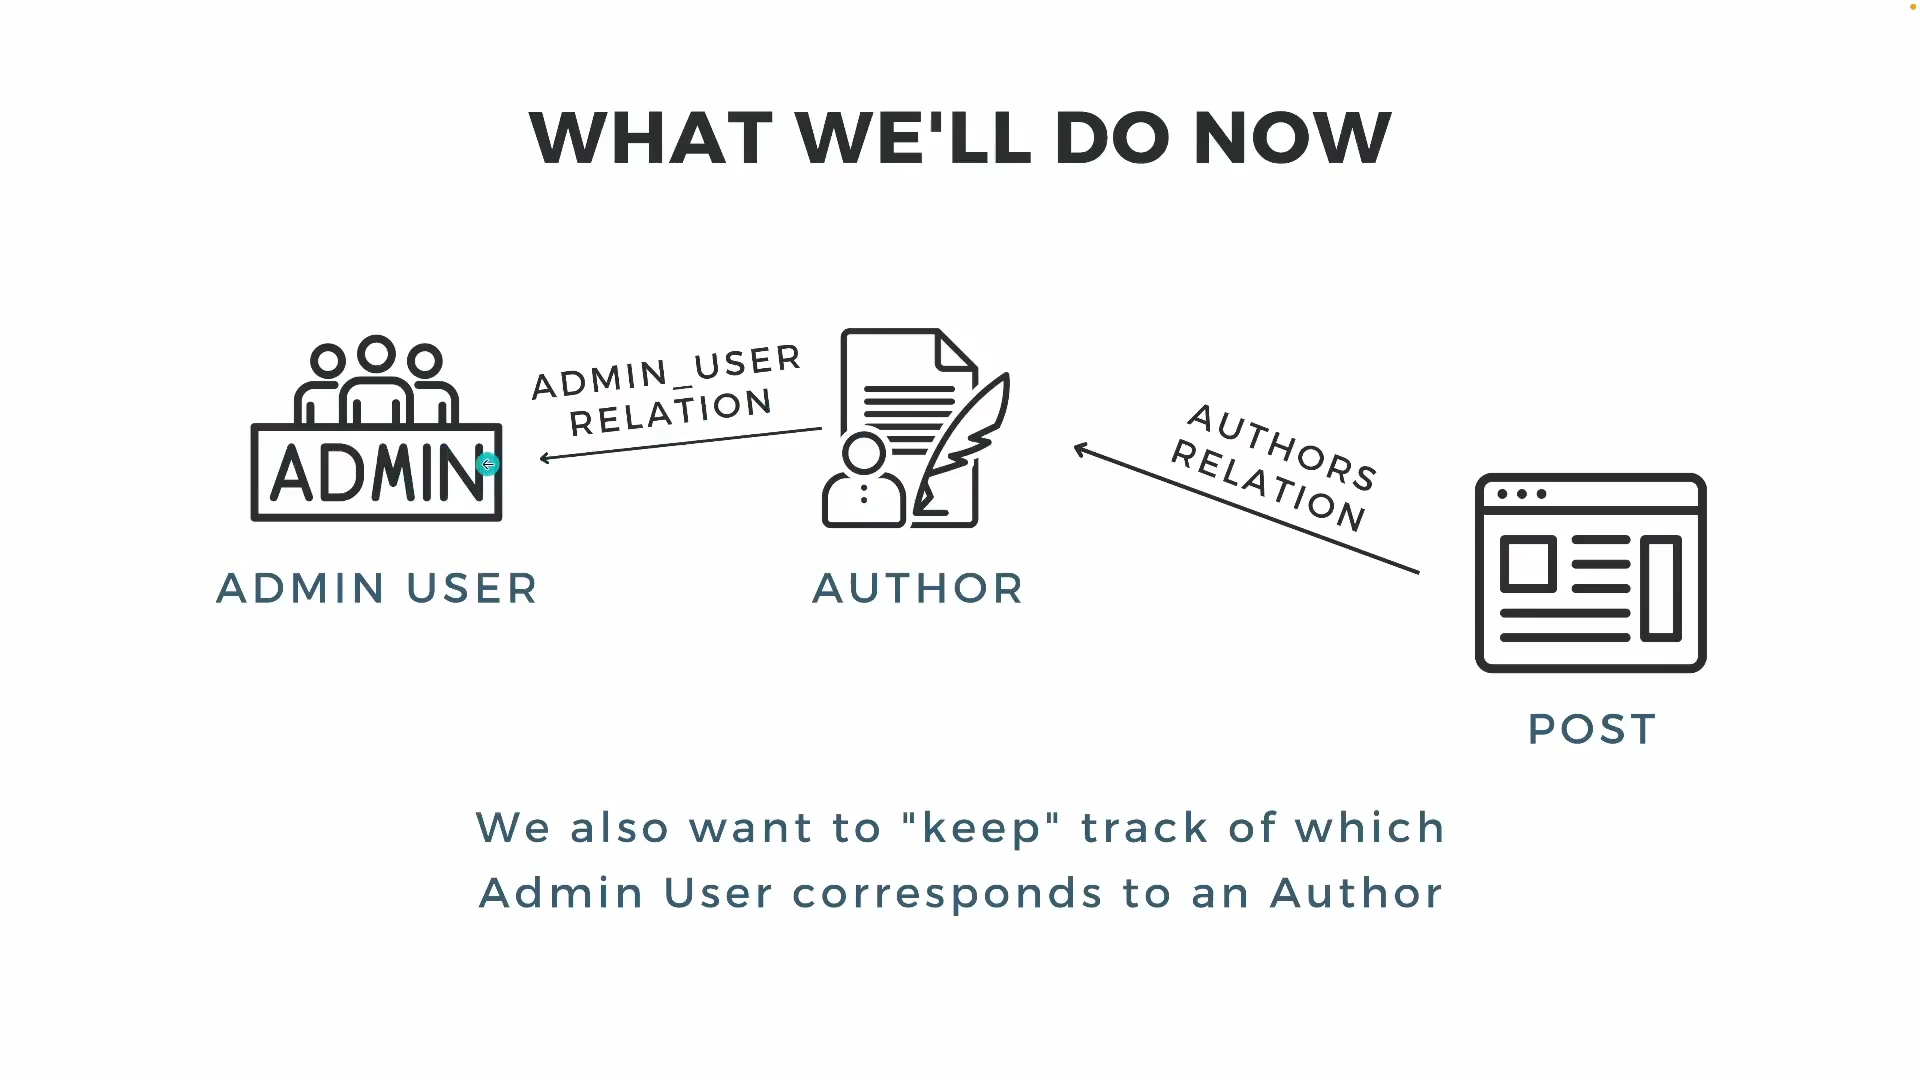 WHAT WE'LL DO NOW
ADMIN_USER
RELATION
AUTHORS
RELATION
ADMIN
ADMIN USER
AUTHOR
POST
We also want to "keep" track of which
Admin User corresponds to an Author